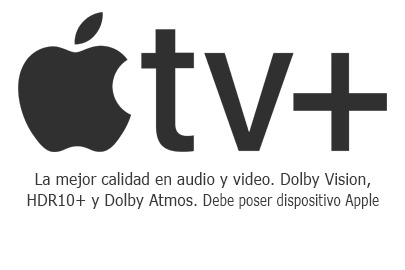 tv+
La mejor calidad en audio y video. Dolby Vision,
HDR10+ y Dolby Atmos. Debe poser dispositivo Apple